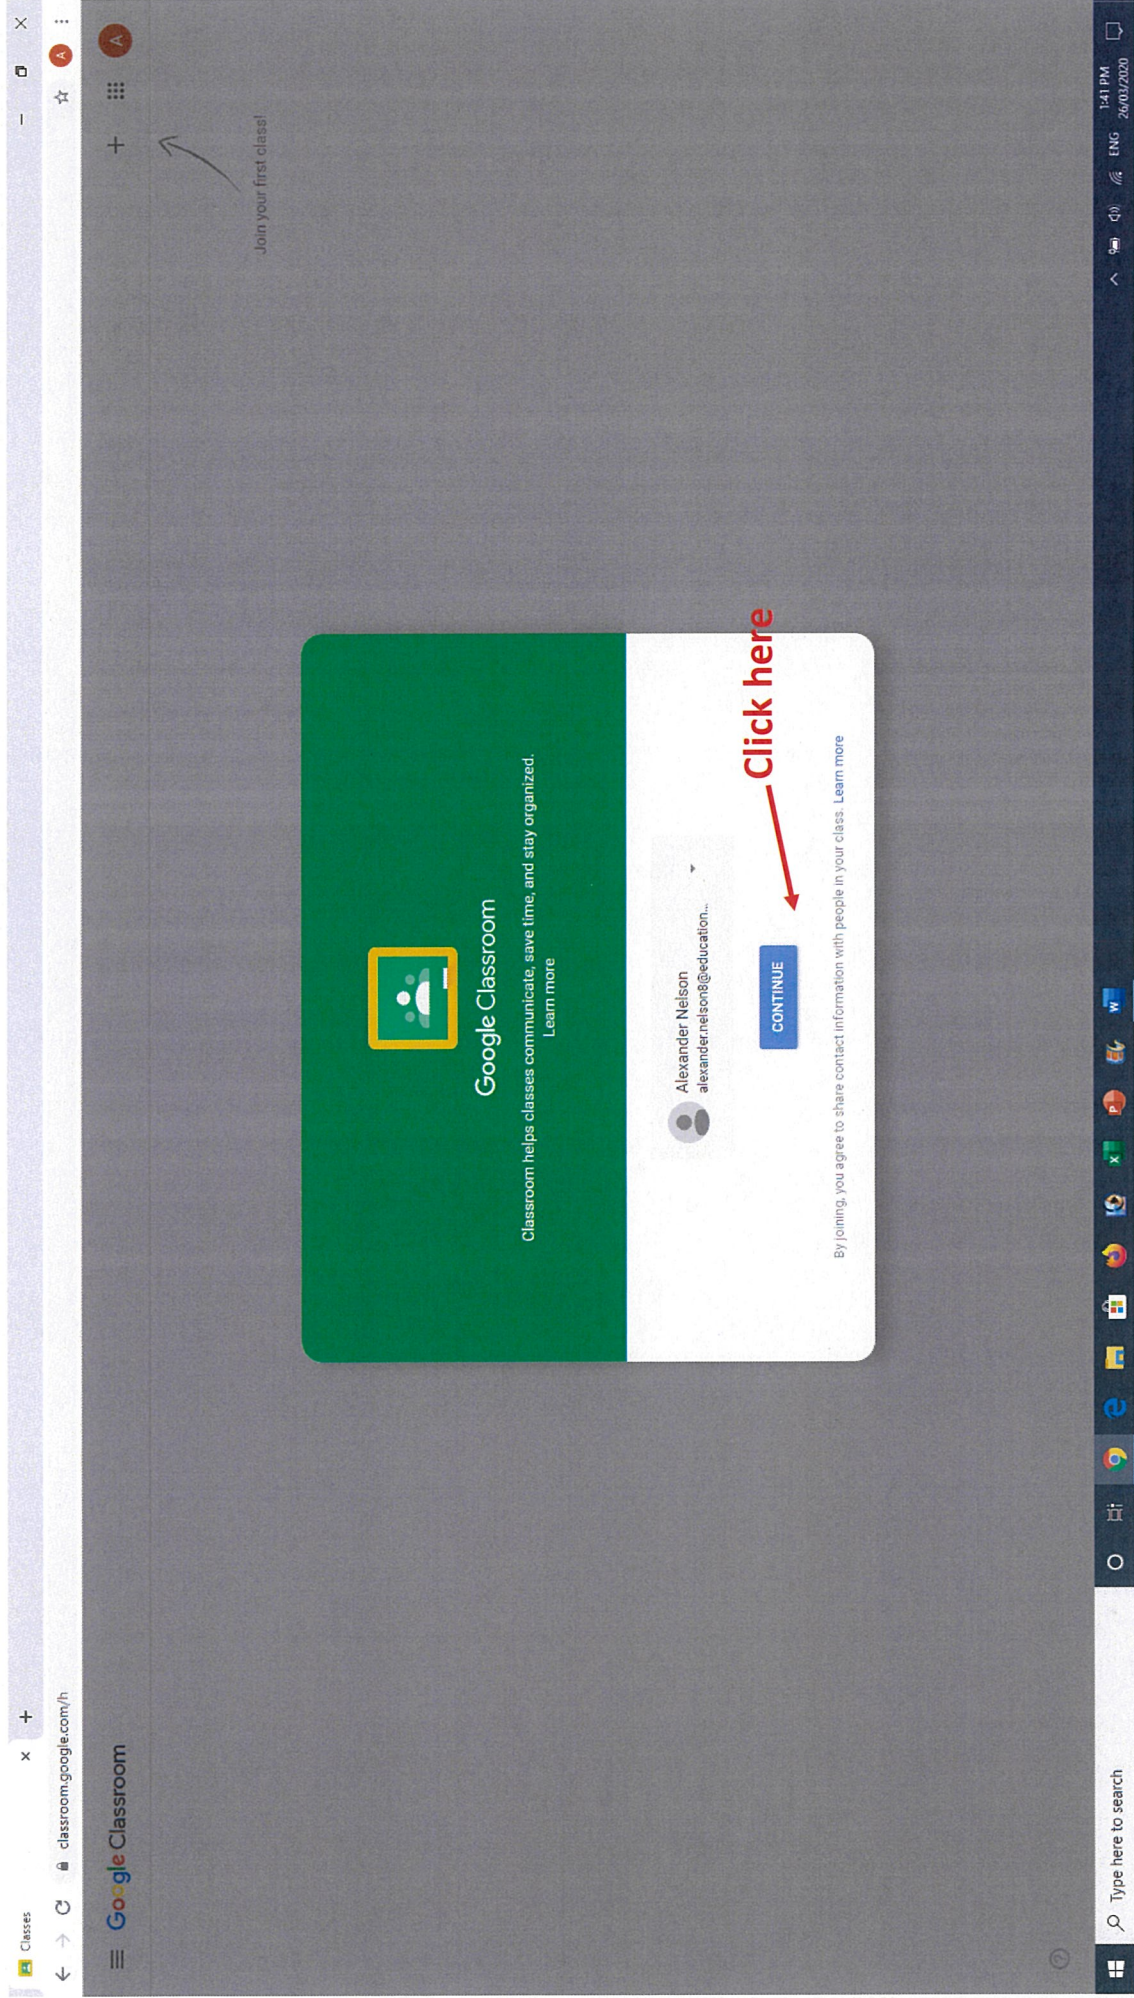 Classes
classroom.google.com/h
A
Google Classroom
A
Join your first class!
Google Classroom
Classroom helps classes communicate, save time, and stay organized.
Learn more
Alexander Nelson
alexander.nelson8@education...
Click here
CONTINUE
By joining, you agree to share contact information with people in your class. Learn more
Type here to search
ENG
1:41 PM
26/03/2020